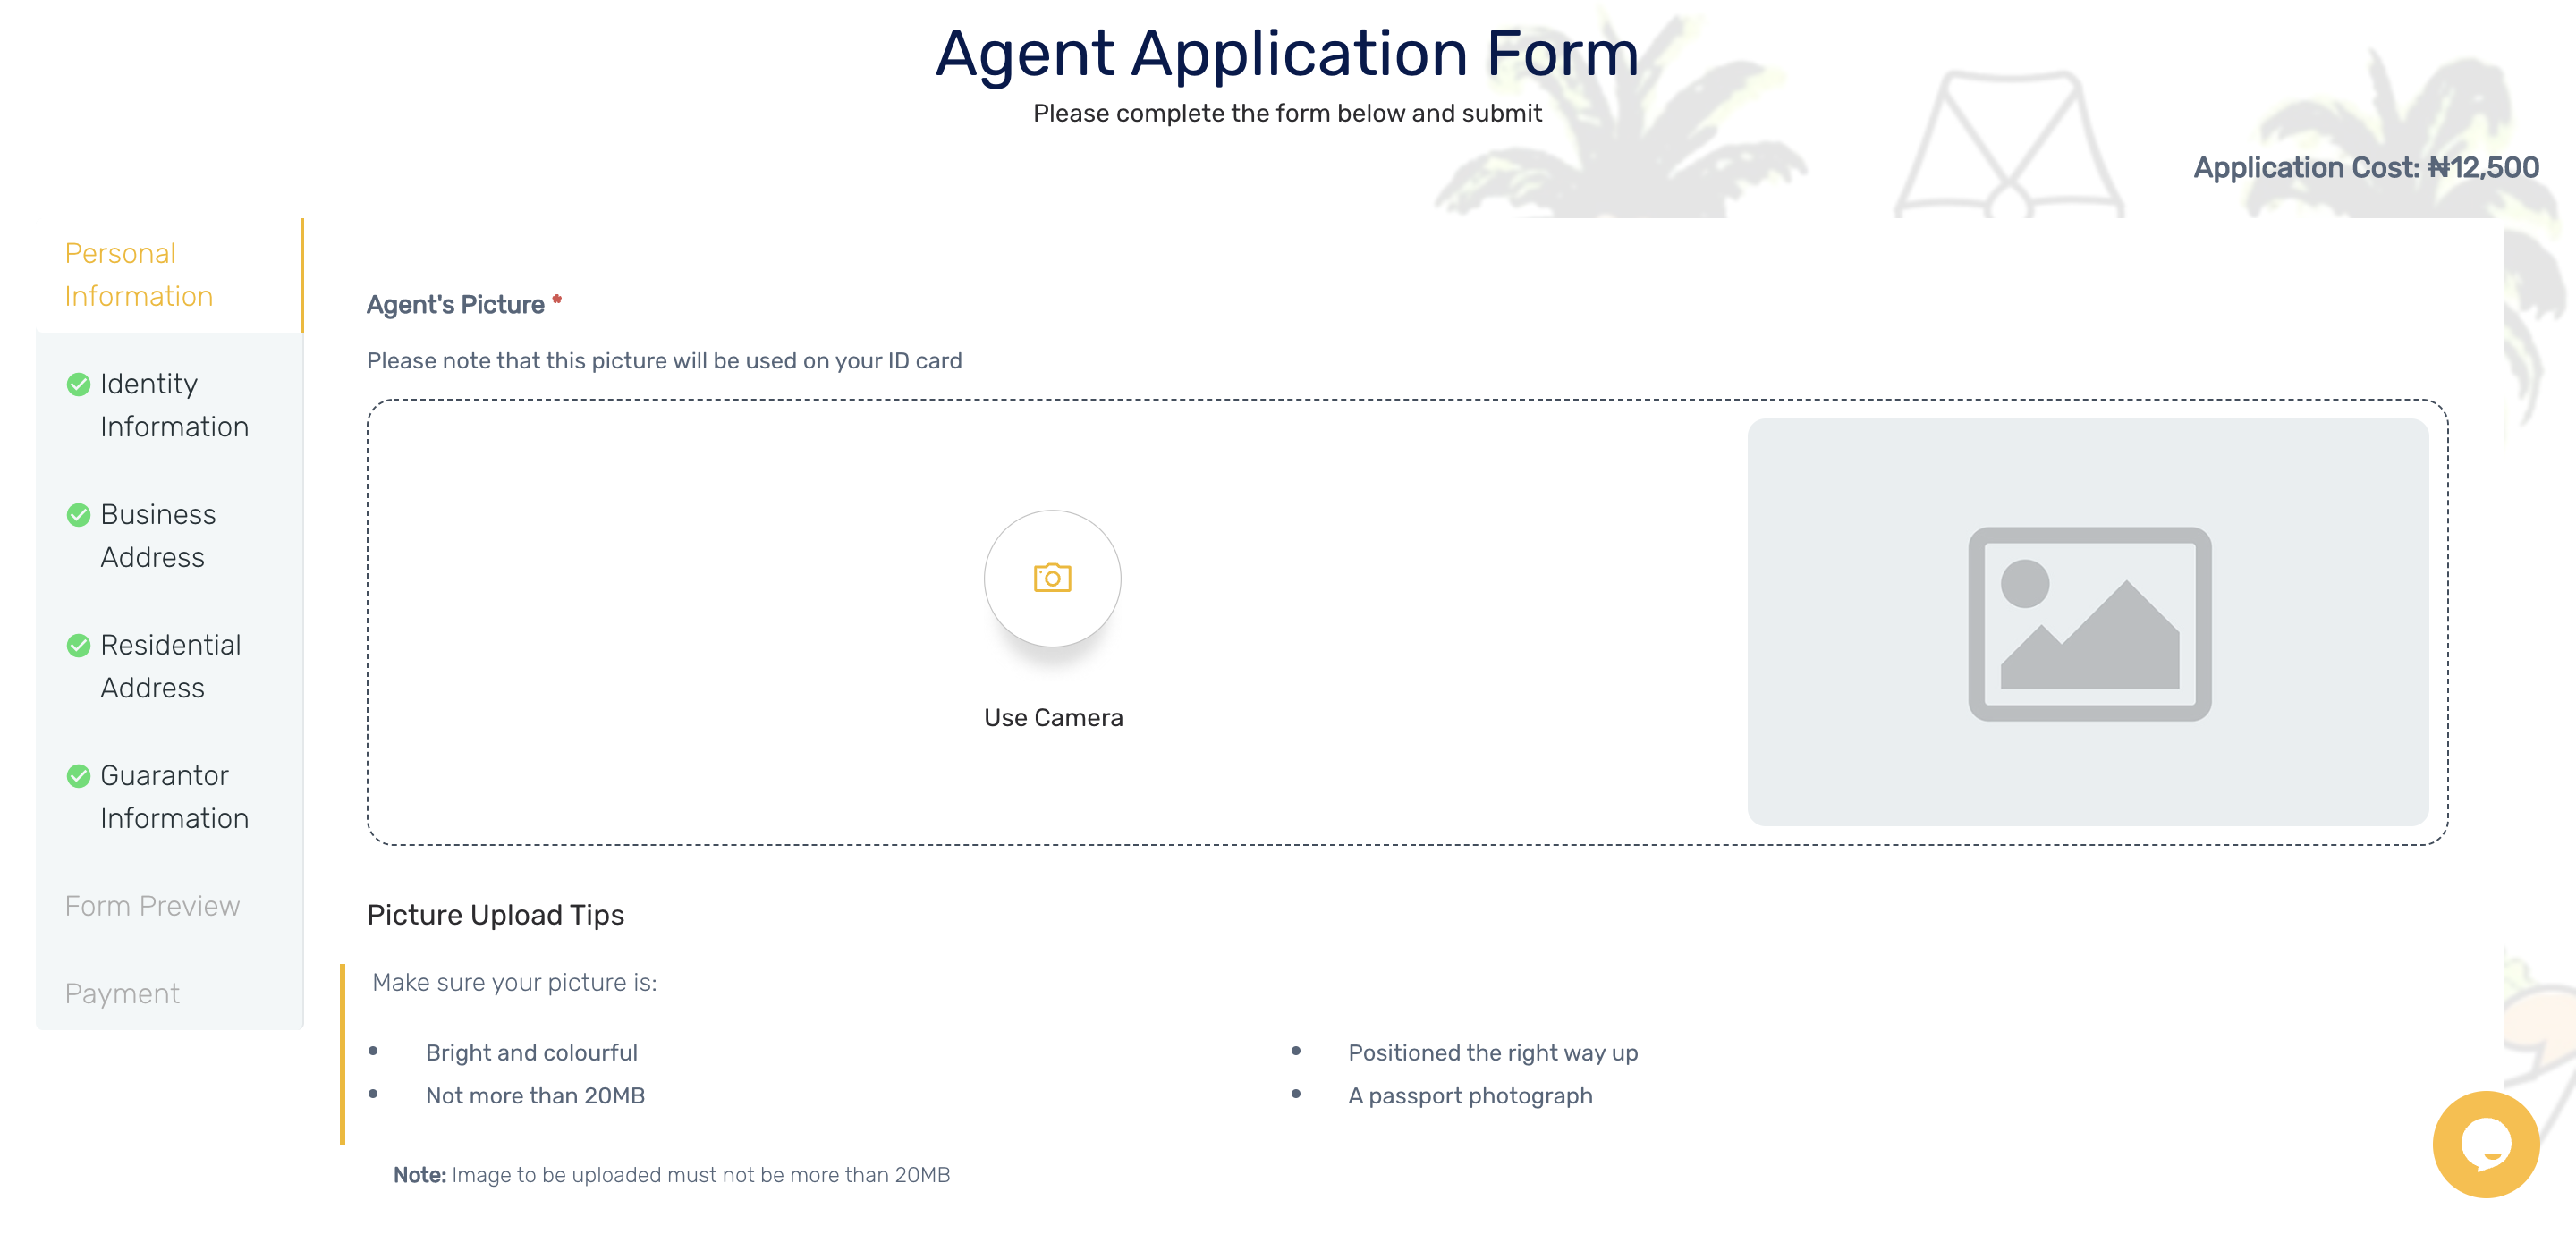 Agent Application Form
Please complete the form below and submit
Application Cost: ₦12,500
Personal
Information
Identity
Information
Business
Address
Residential
Address
Guarantor
Information
Form Preview
Payment
Agent's Picture *
Please note that this picture will be used on your ID card
Use Camera
Picture Upload Tips
Make sure your picture is:
• Bright and colourful
• Not more than 20MB
• Positioned the right way up
• A passport photograph
Note: Image to be uploaded must not be more than 20MB